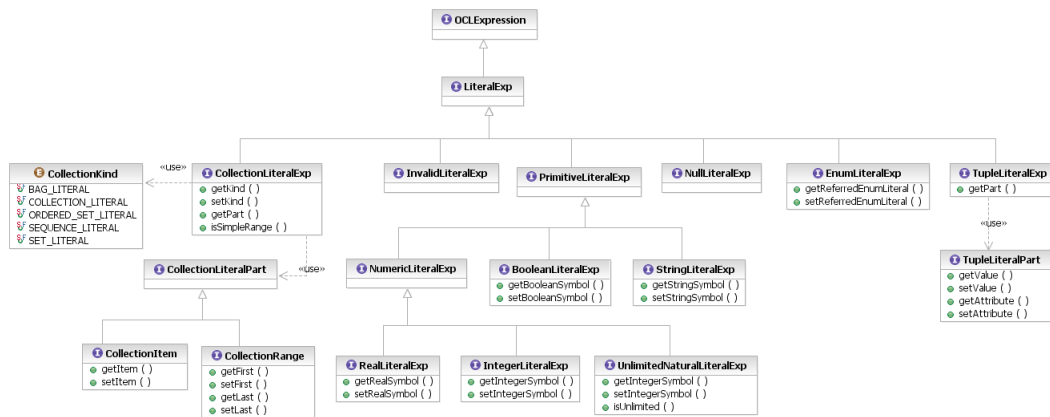 OCLExpression
LiteralExp
CollectionKind
BAG_LITERAL
COLLECTION_LITERAL
ORDERED_SET_LITERAL
SEQUENCE_LITERAL
SET_LITERAL
«use»
CollectionLiteralExp
getKind ( )
setKind ( )
getPart ( )
isSimpleRange ( )
InvalidLiteralExp
PrimitiveLiteralExp
NullLiteralExp
EnumLiteralExp
getReferredEnumLiteral ( )
setReferredEnumLiteral ( )
TupleLiteralExp
getPart ( )
«use»
«use»
CollectionLiteralPart
NumericLiteralExp
BooleanLiteralExp
getBooleanSymbol ( )
setBooleanSymbol ( )
StringLiteralExp
getStringSymbol ( )
setStringSymbol ( )
TupleLiteralPart
getValue ( )
setValue ( )
getAttribute ( )
setAttribute ( )
CollectionItem
getItem ( )
setItem ( )
CollectionRange
getFirst ( )
setFirst ( )
getLast ( )
setLast ( )
RealLiteralExp
getRealSymbol ( )
setRealSymbol ( )
IntegerLiteralExp
getIntegerSymbol ( )
setIntegerSymbol ( )
UnlimitedNaturalLiteralExp
getIntegerSymbol ( )
setIntegerSymbol ( )
isUnlimited ( )